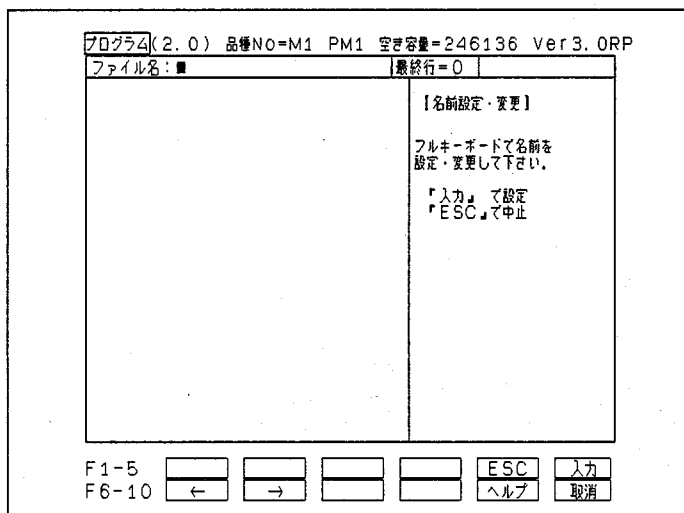 プログラム(2.0) 品種NO=M1 PM1 空き容量=246136 Ver3.0RP
ファイル名:■ 最終行=0
【名前設定・変更】
フルキーボードで名前を
設定・変更して下さい。
『入力』 で設定
『ESC』で中止
F1-5 ESC 入力
F6-10 ← → ヘルプ 取消